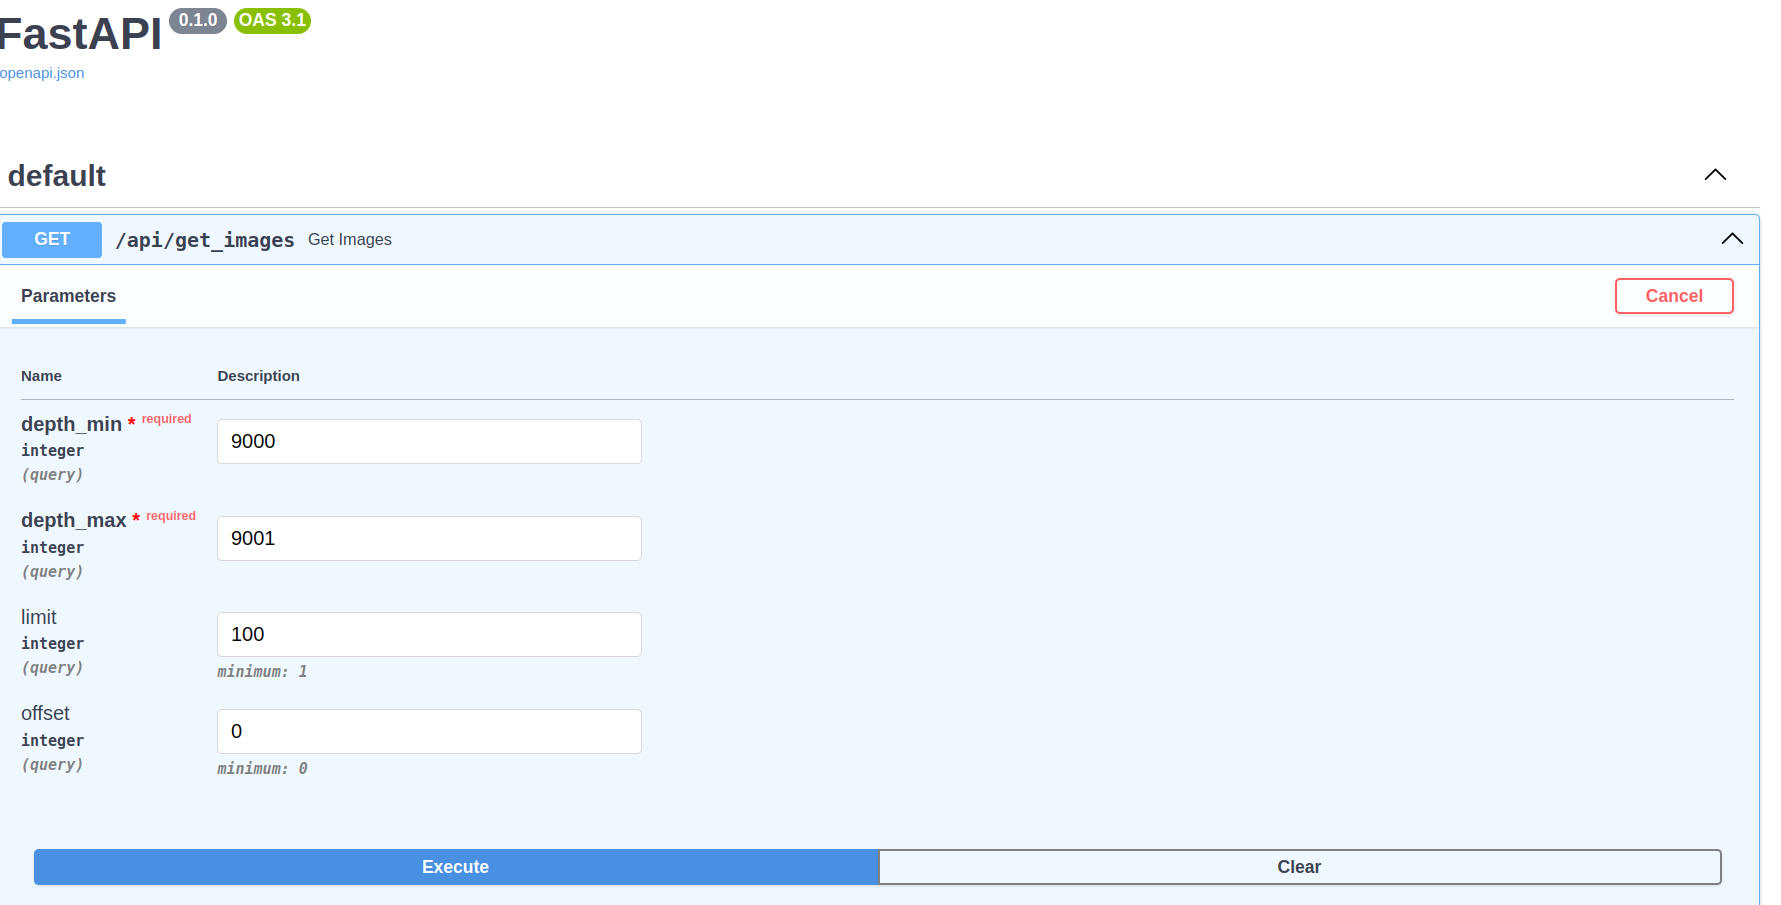 FastAPI 0.1.0 OAS 3.1
openapi.json
default
GET /api/get_images Get Images
Parameters Cancel
Name Description
depth_min * required
integer
(query)
9000
depth_max * required
integer
(query)
9001
limit
integer
(query)
100
minimum: 1
offset
integer
(query)
0
minimum: 0
Execute Clear